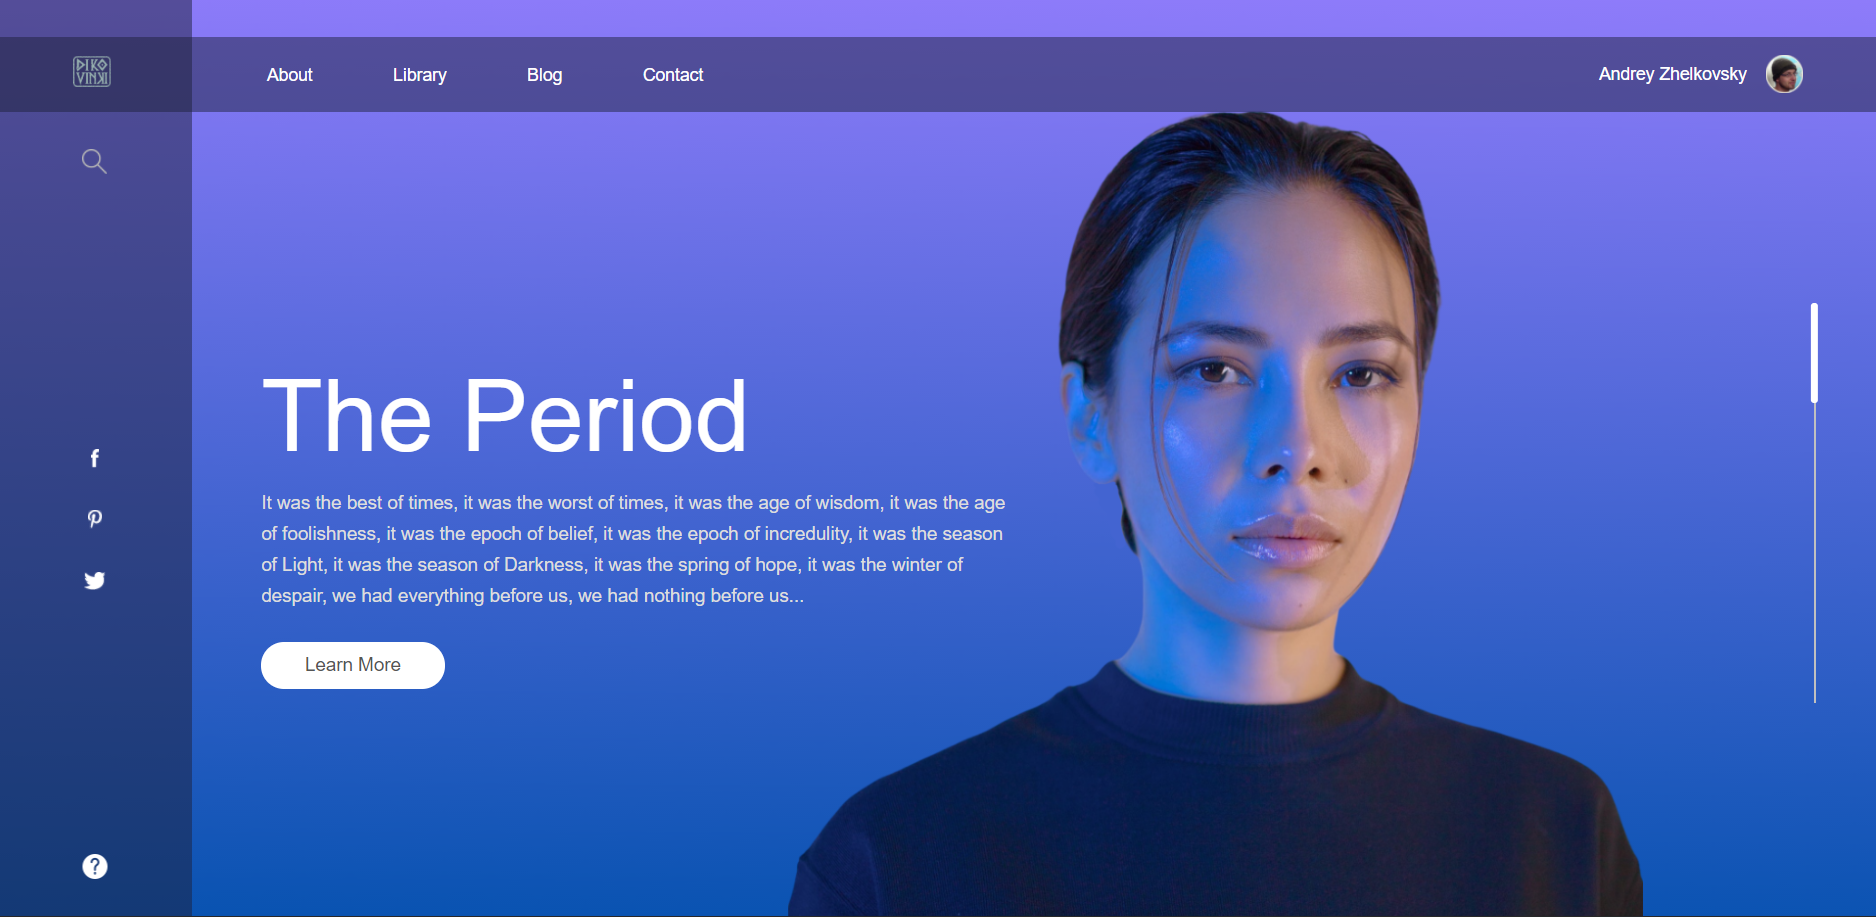 DIKO
VINKI
About
Library
Blog
Contact
Andrey Zhelkovsky
The Period
It was the best of times, it was the worst of times, it was the age of wisdom, it was the age
of foolishness, it was the epoch of belief, it was the epoch of incredulity, it was the season
of Light, it was the season of Darkness, it was the spring of hope, it was the winter of
despair, we had everything before us, we had nothing before us...
Learn More